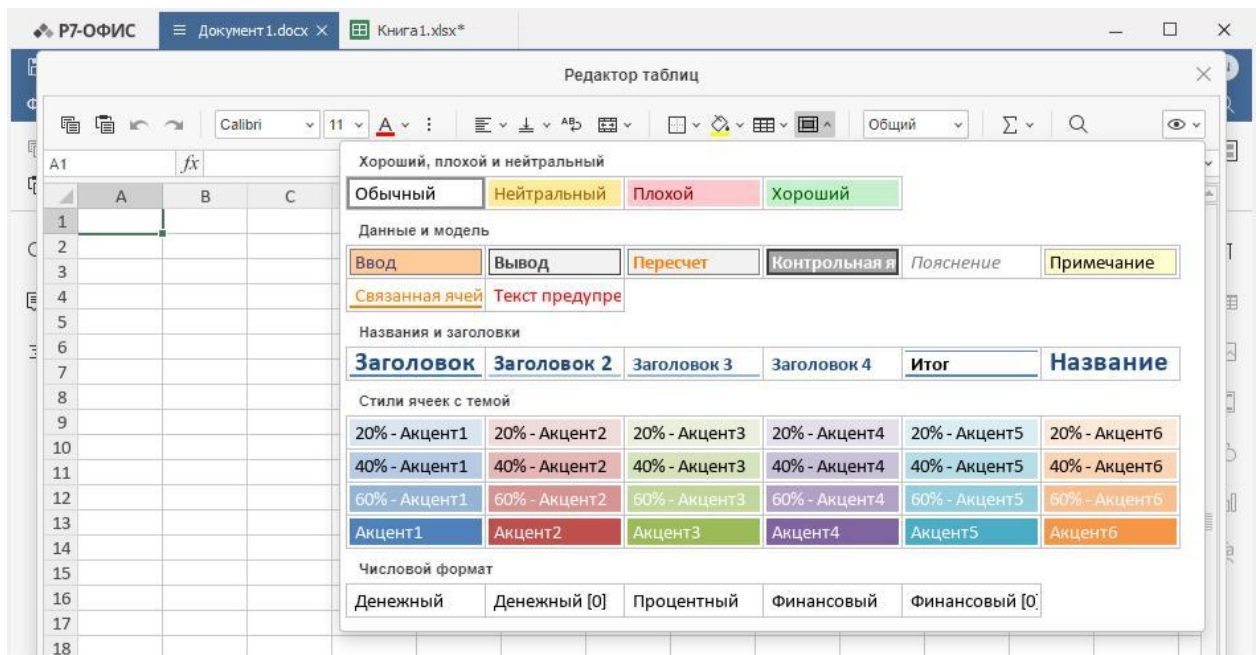 Р7-ОФИС Документ1.docx Книга1.xlsx*
Редактор таблиц
Calibri 11 Общий
A1 fx
A B C
Хороший, плохой и нейтральный
Обычный Нейтральный Плохой Хороший
Данные и модель
Ввод Вывод Пересчет Контрольная я Пояснение Примечание
Связанная ячей Текст предупре
Названия и заголовки
Заголовок Заголовок 2 Заголовок 3 Заголовок 4 Итог Название
Стили ячеек с темой
20% - Акцент1 20% - Акцент2 20% - Акцент3 20% - Акцент4 20% - Акцент5 20% - Акцент6
40% - Акцент1 40% - Акцент2 40% - Акцент3 40% - Акцент4 40% - Акцент5 40% - Акцент6
60% - Акцент1 60% - Акцент2 60% - Акцент3 60% - Акцент4 60% - Акцент5 60% - Акцент6
Акцент1 Акцент2 Акцент3 Акцент4 Акцент5 Акцент6
Числовой формат
Денежный Денежный [0] Процентный Финансовый Финансовый [0]
1
2
3
4
5
6
7
8
9
10
11
12
13
14
15
16
17
18